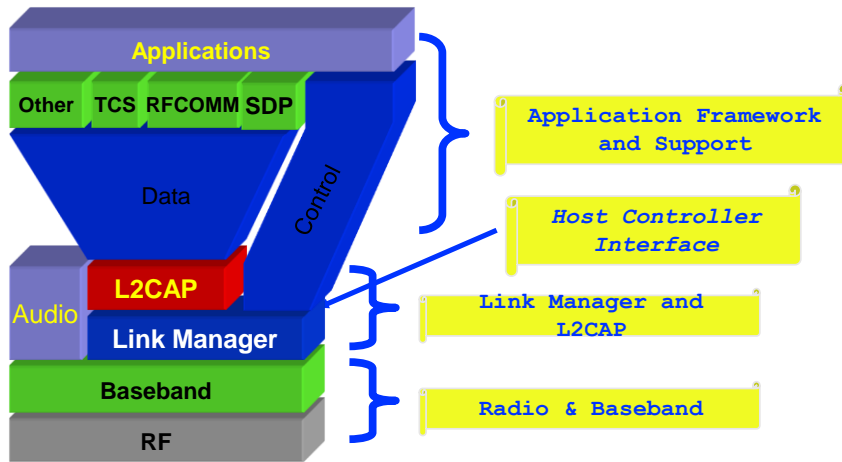 Applications
Other TCS RFCOMM SDP
Application Framework
and Support
Data
Control
Host Controller
Interface
L2CAP
Audio
Link Manager and
L2CAP
Link Manager
Baseband
Radio & Baseband
RF